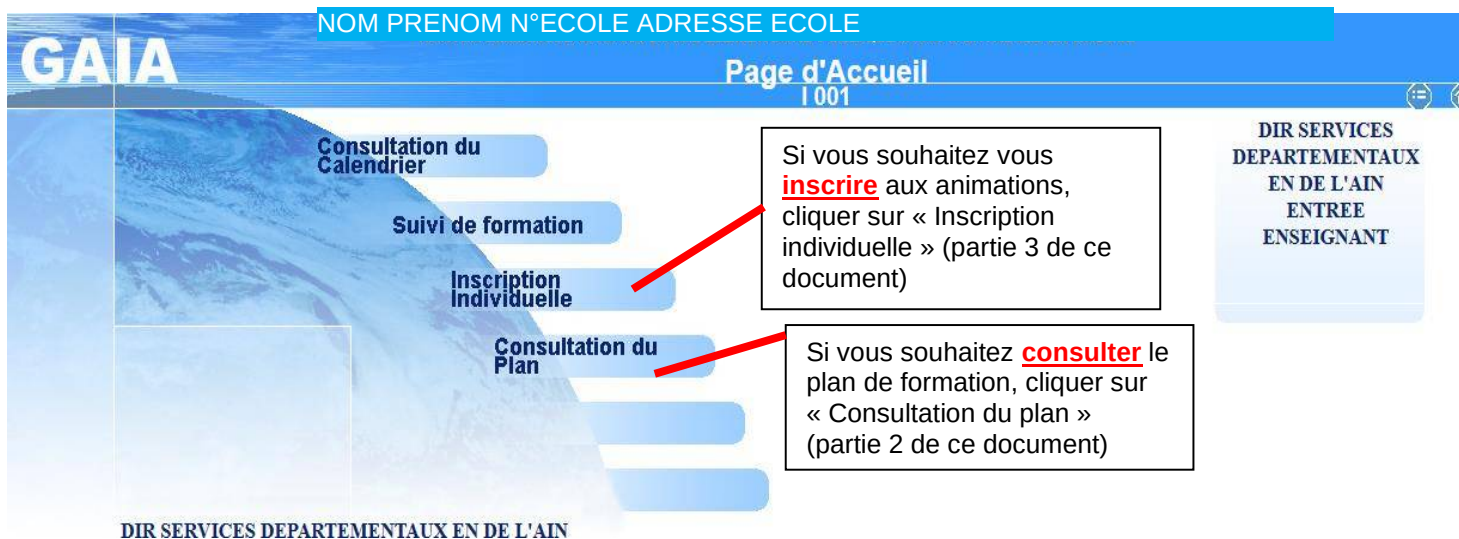 NOM PRENOM N°ECOLE ADRESSE ECOLE
GAIA
Page d'Accueil
I 001
Consultation du
Calendrier
Suivi de formation
Inscription
Individuelle
Consultation du
Plan
Si vous souhaitez vous
inscrire aux animations,
cliquer sur « Inscription
individuelle » (partie 3 de ce
document)
Si vous souhaitez consulter le
plan de formation, cliquer sur
« Consultation du plan »
(partie 2 de ce document)
DIR SERVICES
DEPARTEMENTAUX
EN DE L'AIN
ENTREE
ENSEIGNANT
DIR SERVICES DEPARTEMENTAUX EN DE L'AIN